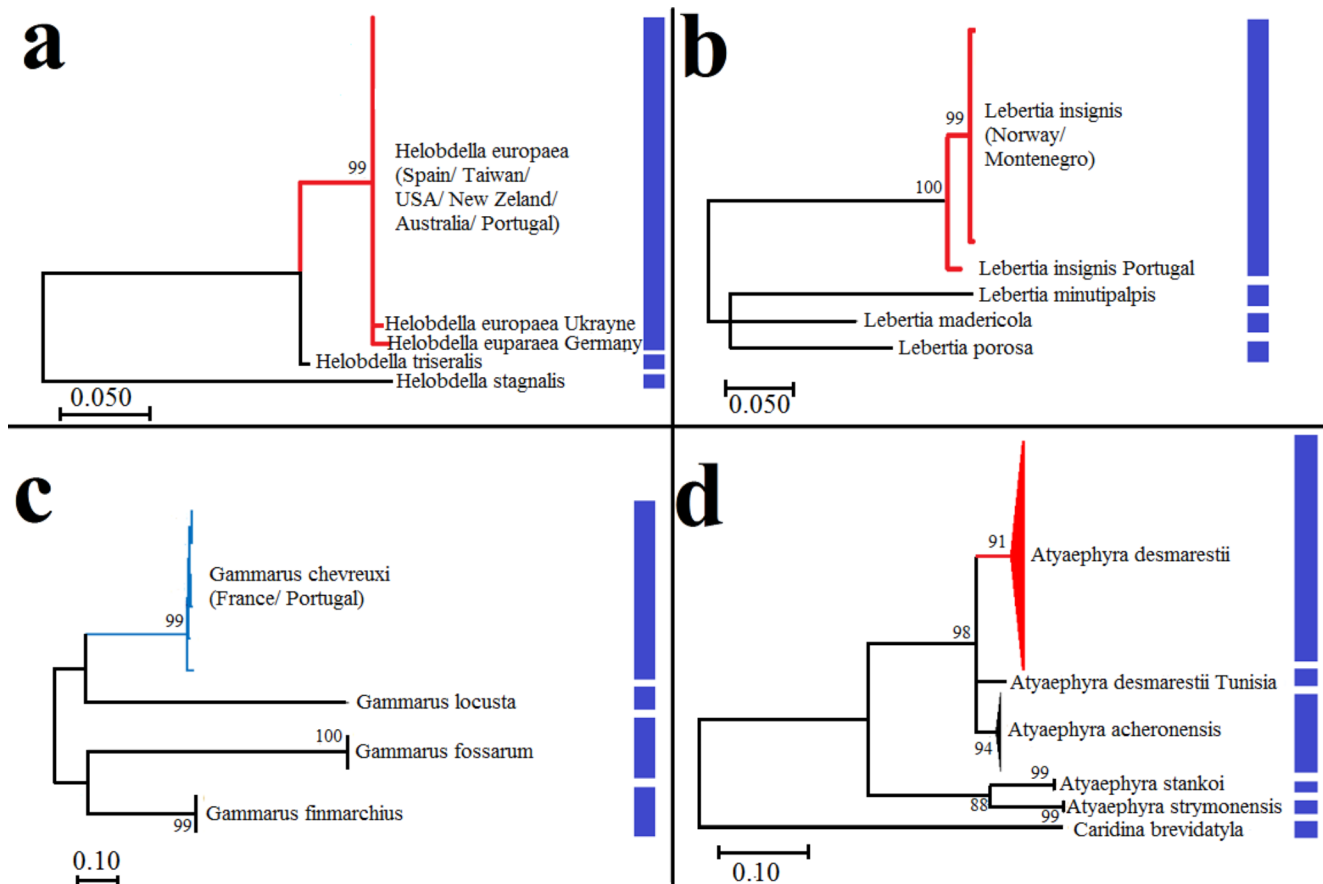 a
99
Helobdella europaea
(Spain/ Taiwan/
USA/ New Zeland/
Australia/ Portugal)
Helobdella europaea Ukrayne
Helobdella euparaea Germany
Helobdella triseralis
Helobdella stagnalis
0.050
b
99
Lebertia insignis
(Norway/
Montenegro)
100
Lebertia insignis Portugal
Lebertia minutipalpis
Lebertia madericola
Lebertia porosa
0.050
c
Gammarus chevreuxi
(France/ Portugal)
99
Gammarus locusta
100
Gammarus fossarum
Gammarus finmarchius
99
0.10
d
91
Atyaephyra desmarestii
98
Atyaephyra desmarestii Tunisia
Atyaephyra acheronensis
94
99
Atyaephyra stankoi
88
Atyaephyra strymonensis
99
Caridina brevidatyla
0.10